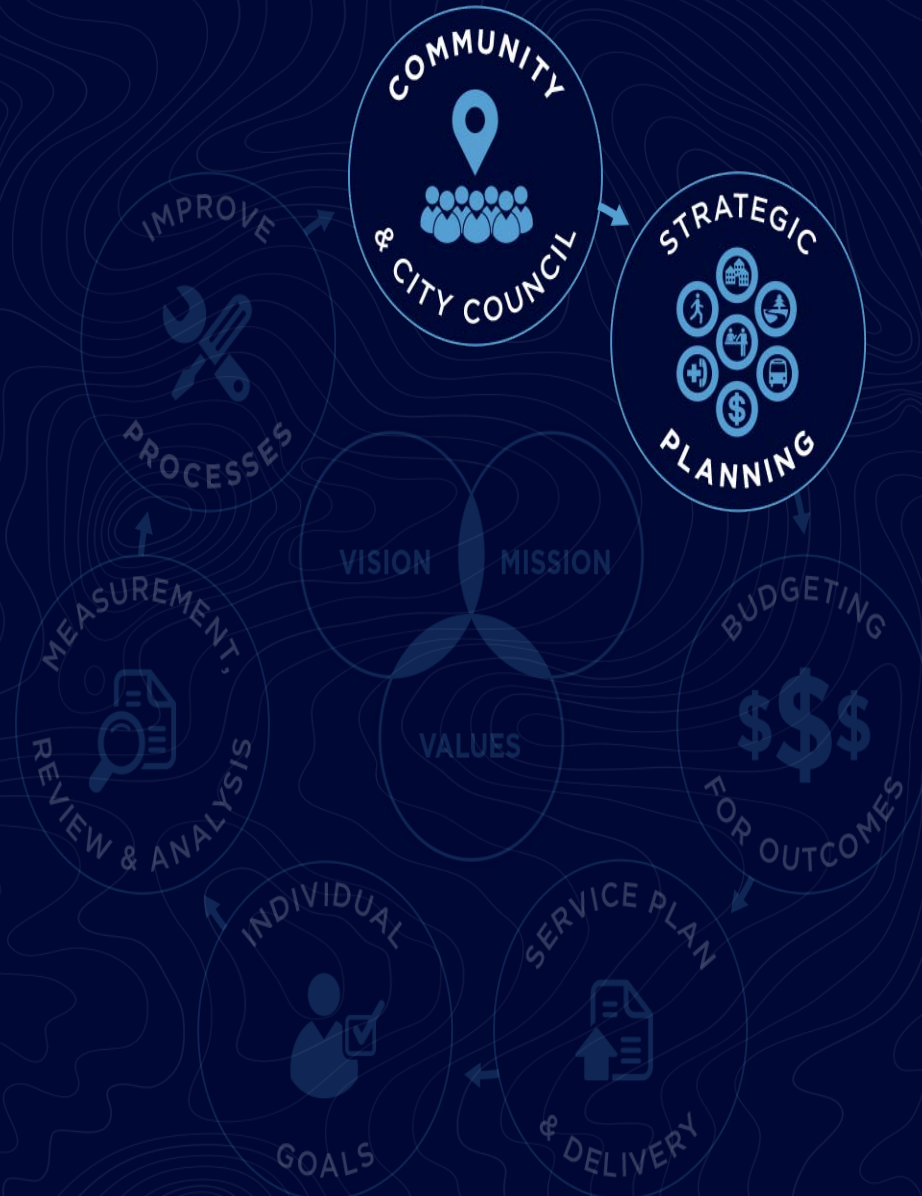 COMMUNITY
& CITY COUNCIL
STRATEGIC
PLANNING
BUDGETING
FOR OUTCOMES
SERVICE PLAN
& DELIVERY
INDIVIDUAL
GOALS
MEASUREMENT,
REVIEW & ANALYSIS
IMPROVE
PROCESSES
VISION
MISSION
VALUES
$
$$$